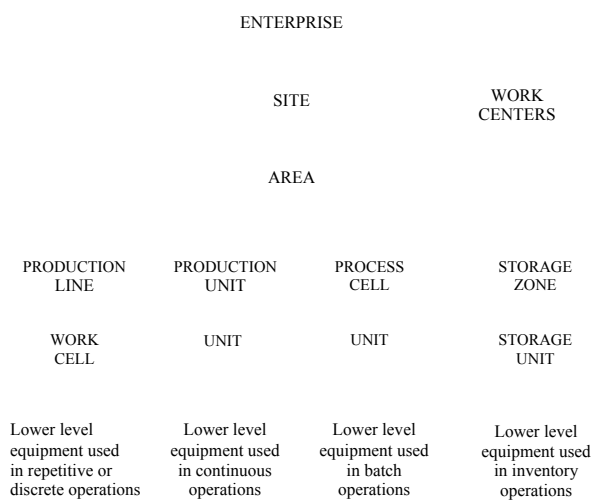 ENTERPRISE
SITE
WORK
CENTERS
AREA
PRODUCTION
LINE
PRODUCTION
UNIT
PROCESS
CELL
STORAGE
ZONE
WORK
CELL
UNIT
UNIT
STORAGE
UNIT
Lower level
equipment used
in repetitive or
discrete operations
Lower level
equipment used
in continuous
operations
Lower level
equipment used
in batch
operations
Lower level
equipment used
in inventory
operations